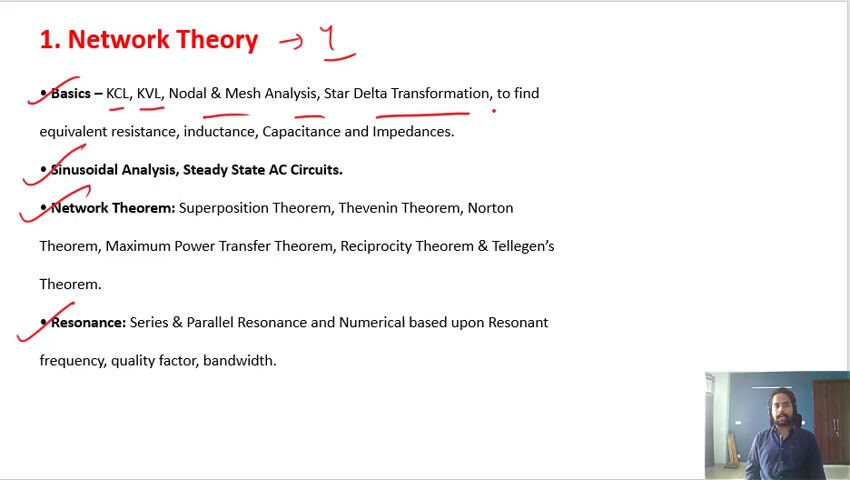 1. Network Theory → 4
• Basics – KCL, KVL, Nodal & Mesh Analysis, Star Delta Transformation, to find
equivalent resistance, inductance, Capacitance and Impedances.
• Sinusoidal Analysis, Steady State AC Circuits.
• Network Theorem: Superposition Theorem, Thevenin Theorem, Norton
Theorem, Maximum Power Transfer Theorem, Reciprocity Theorem & Tellegen's
Theorem.
• Resonance: Series & Parallel Resonance and Numerical based upon Resonant
frequency, quality factor, bandwidth.